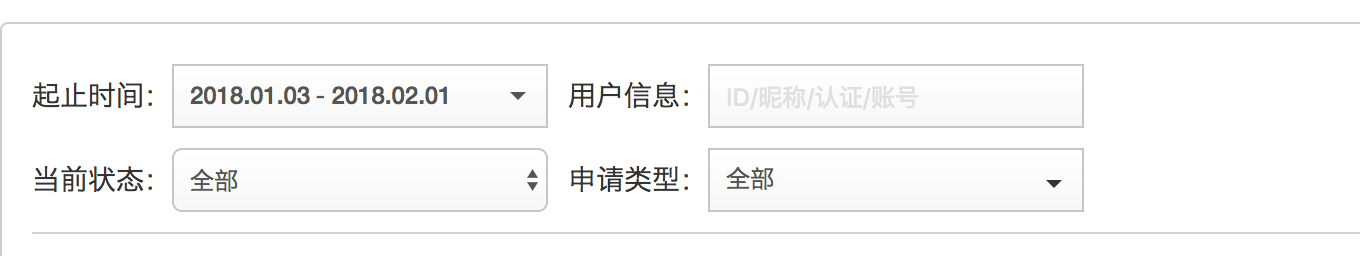 起止时间： 2018.01.03 - 2018.02.01 用户信息： ID/昵称/认证/账号
当前状态： 全部 申请类型： 全部